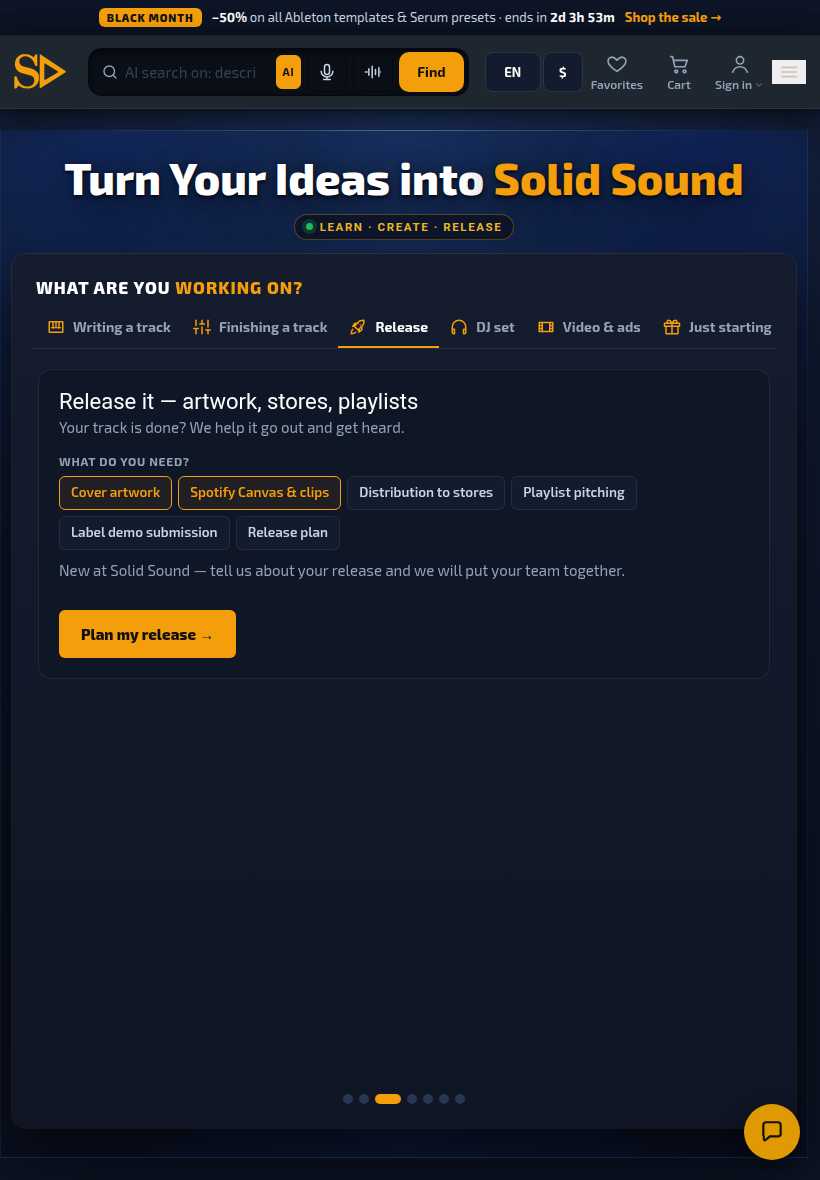 BLACK MONTH −50% on all Ableton templates & Serum presets · ends in 2d 3h 53m Shop the sale →
S AI search on: descri AI Find EN $ Favorites Cart Sign in
Turn Your Ideas into Solid Sound
LEARN · CREATE · RELEASE
WHAT ARE YOU WORKING ON?
Writing a track Finishing a track Release DJ set Video & ads Just starting
Release it — artwork, stores, playlists
Your track is done? We help it go out and get heard.
WHAT DO YOU NEED?
Cover artwork Spotify Canvas & clips Distribution to stores Playlist pitching
Label demo submission Release plan
New at Solid Sound — tell us about your release and we will put your team together.
Plan my release →